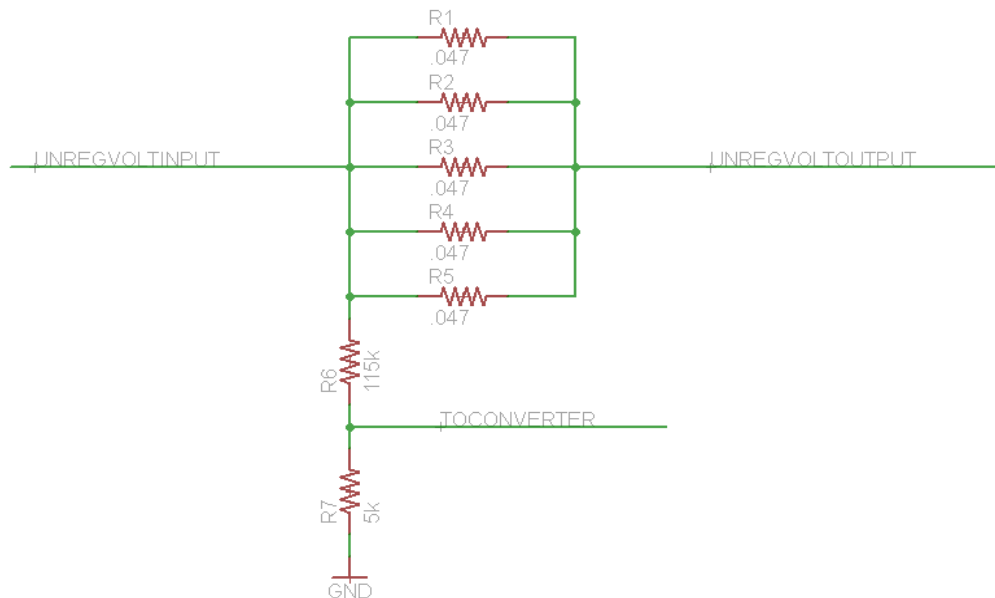 R1
.047
R2
.047
UNREGVOLTINPUT
R3
UNREGVOLTOUTPUT
.047
R4
.047
R5
.047
R6
115k
TOCONVERTER
R7
5k
GND